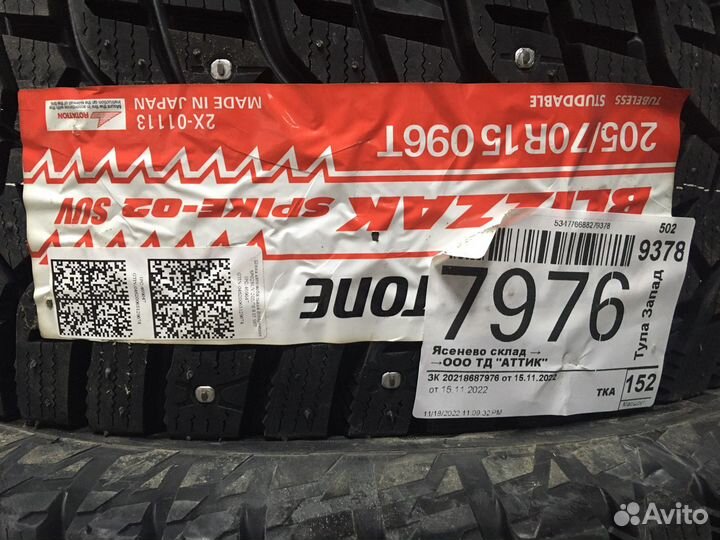 TUBELESS STUDDABLE
205/70R15 096T
MADE IN JAPAN
2X-01113
ROTATION
BLIZZAK SPIKE-02 SUV
TONE
534776688279378
502
9378
7976
Тула Запад
Ясенево склад →
→ООО ТД "АТТИК"
ЗК 20218687976 от 15.11.2022
от 15.11.2022
ТКА
152
11/18/2022 11:09:32 PM
Avito